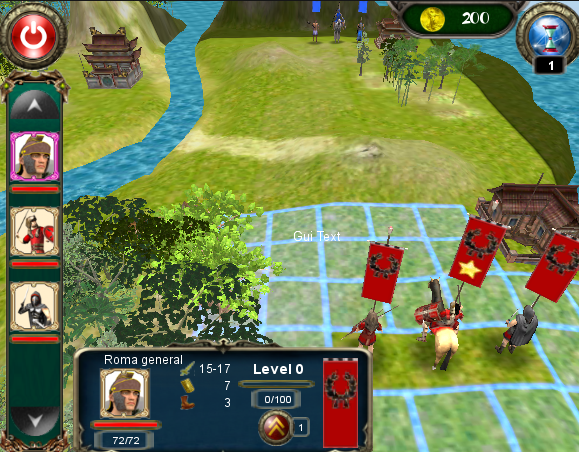 200
1
Gui Text
Roma general
15-17
7
3
72/72
Level 0
0/100
1